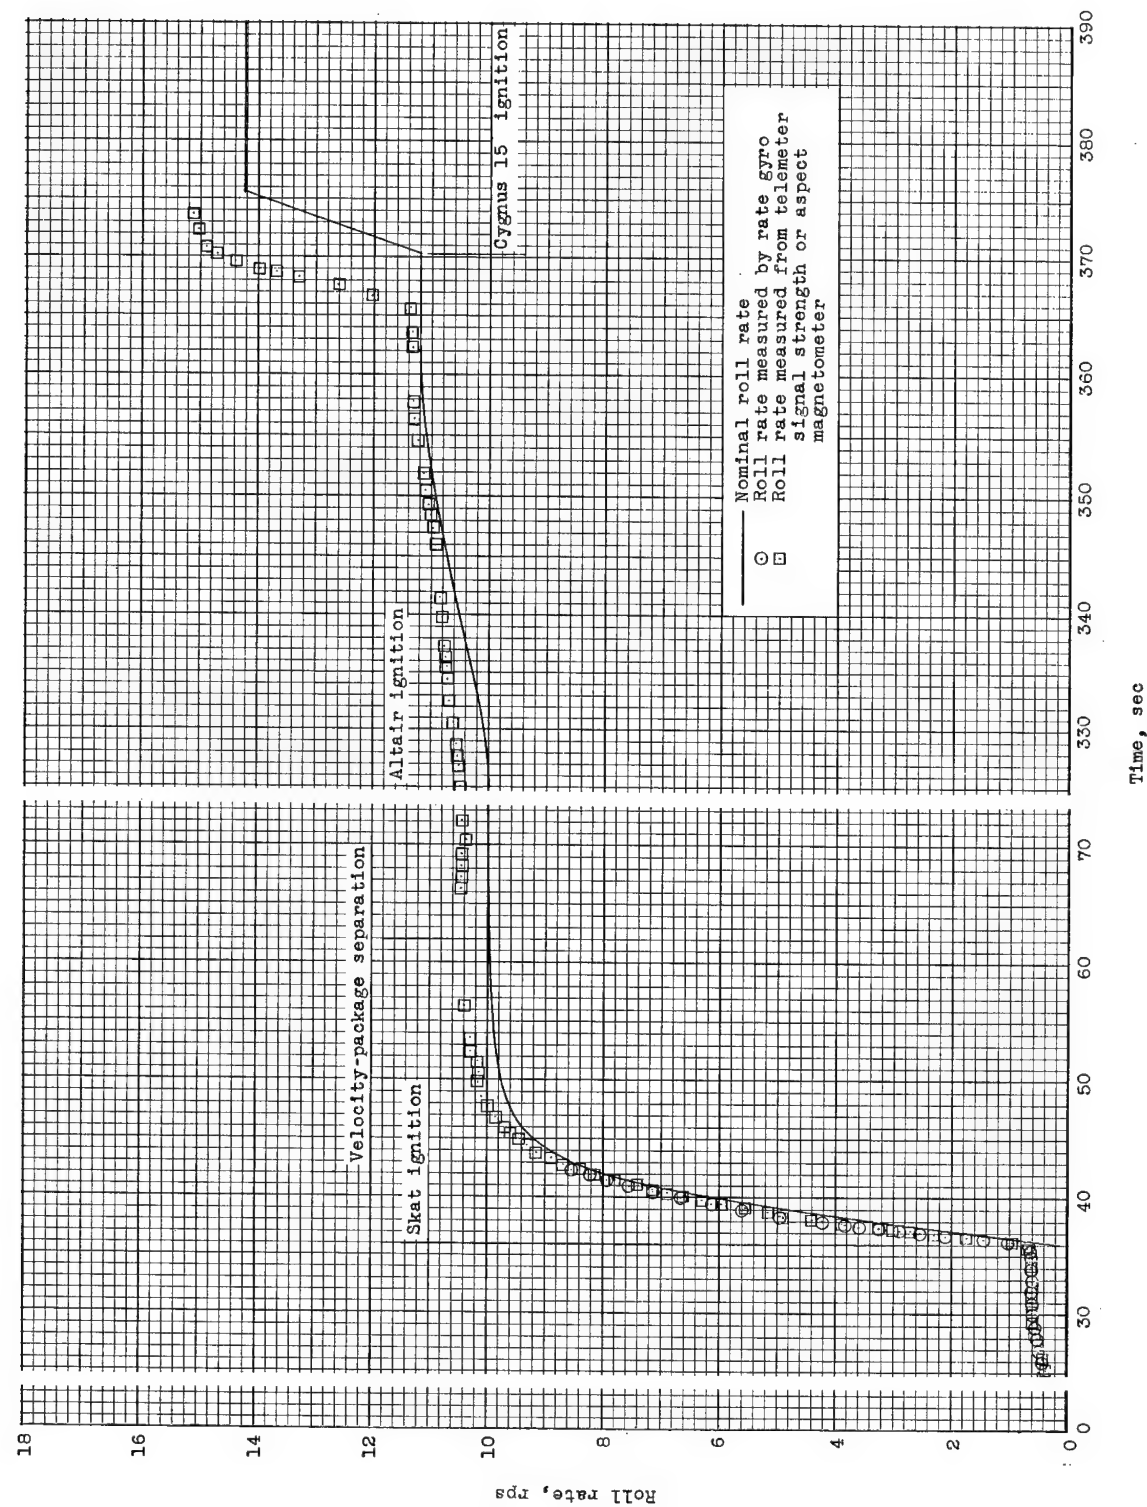 18
16
14
12
10
8
6
4
2
0
Roll rate, rps
0
30
40
50
60
70
330
340
350
360
370
380
390
Time, sec
Skat ignition
Velocity-package separation
Altair ignition
Cygnus 15 ignition
Nominal roll rate
Roll rate measured by rate gyro
Roll rate measured from telemeter
signal strength or aspect
magnetometer